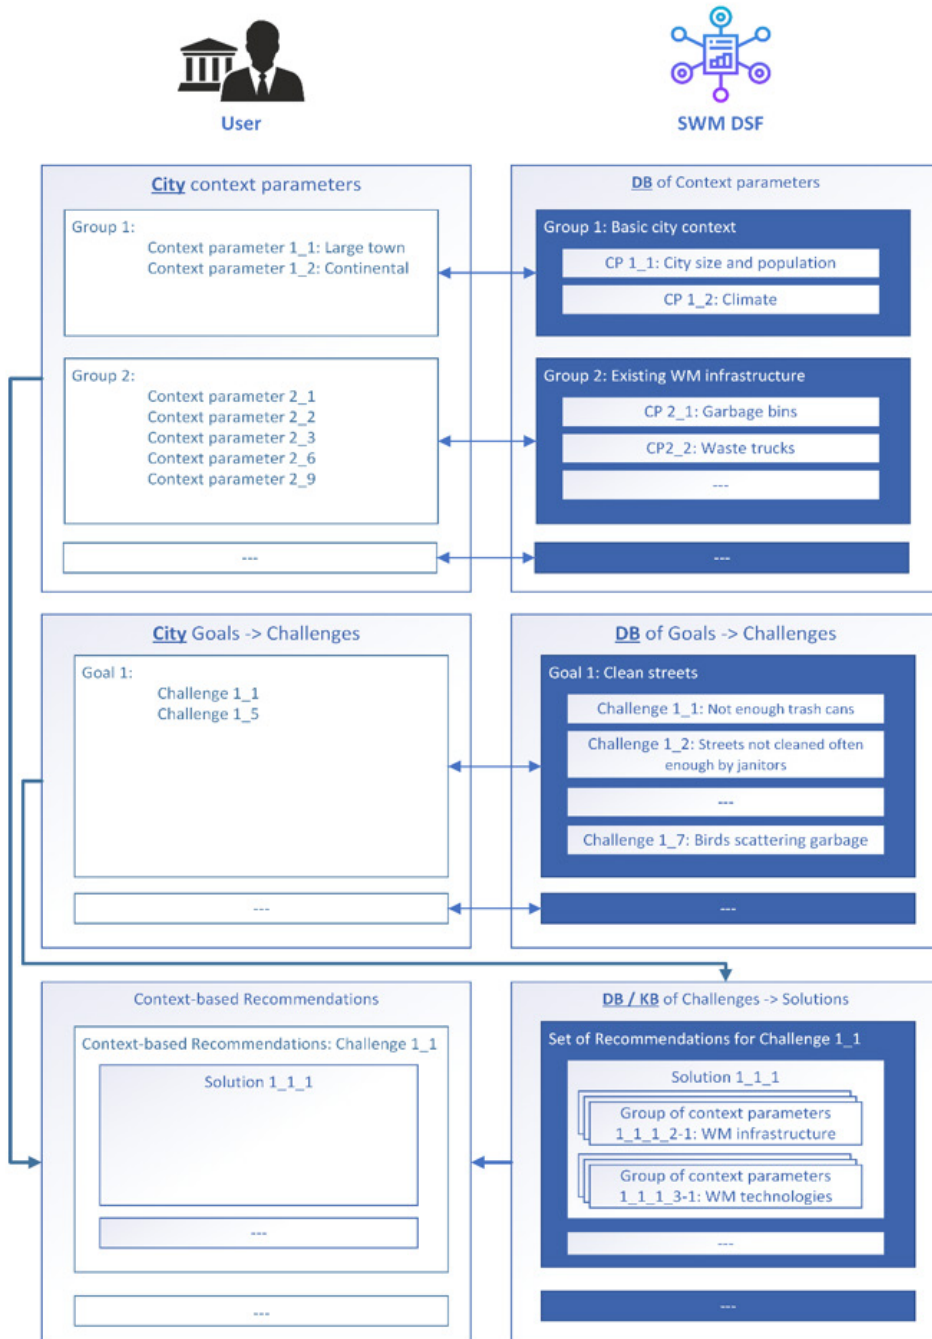 User
SWM DSF
City context parameters
Group 1:
Context parameter 1_1: Large town
Context parameter 1_2: Continental
Group 2:
Context parameter 2_1
Context parameter 2_2
Context parameter 2_3
Context parameter 2_6
Context parameter 2_9
---
DB of Context parameters
Group 1: Basic city context
CP 1_1: City size and population
CP 1_2: Climate
Group 2: Existing WM infrastructure
CP 2_1: Garbage bins
CP2_2: Waste trucks
---
---
City Goals -> Challenges
Goal 1:
Challenge 1_1
Challenge 1_5
---
DB of Goals -> Challenges
Goal 1: Clean streets
Challenge 1_1: Not enough trash cans
Challenge 1_2: Streets not cleaned often
enough by janitors
---
Challenge 1_7: Birds scattering garbage
---
Context-based Recommendations
Context-based Recommendations: Challenge 1_1
Solution 1_1_1
---
---
DB / KB of Challenges -> Solutions
Set of Recommendations for Challenge 1_1
Solution 1_1_1
Group of context parameters
1_1_1_2-1: WM infrastructure
Group of context parameters
1_1_1_3-1: WM technologies
---
---